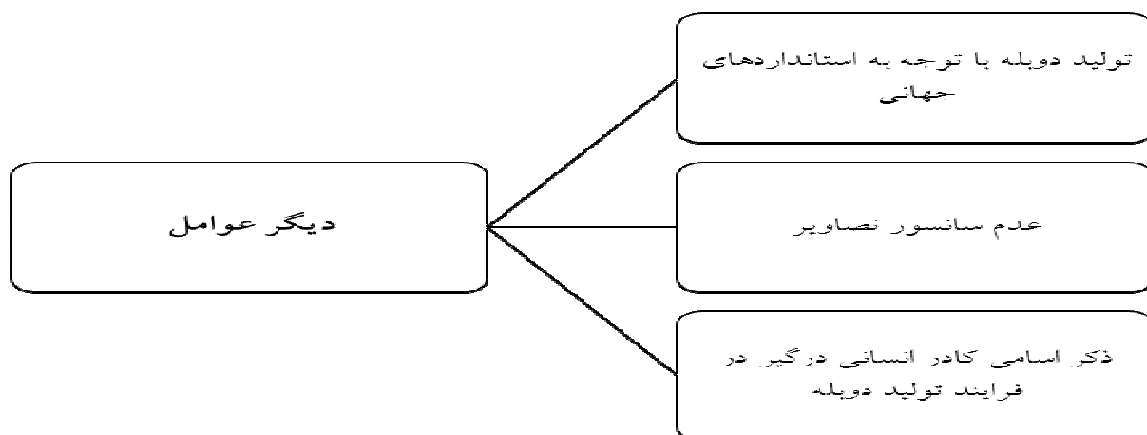 تولید دوبله با توجه به استانداردهای
جهانی
دیگر عوامل
عدم سانسور تصاویر
ذکر اسامی کادر انسانی درگیر در
فرایند تولید دوبله